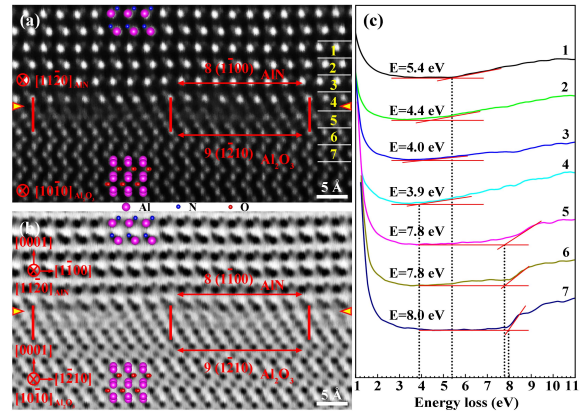 (a)
[112̅0]AlN
8 (11̅00) AlN
1
2
3
4
5
6
7
9 (12̅10) Al2O3
[101̅0]Al2O3
5 Å
Al N O
(b)
[0001]
[11̅00]
[112̅0]AlN
8 (11̅00) AlN
[0001]
9 (12̅10) Al2O3
[12̅10]
5 Å
(c)
E=5.4 eV 1
E=4.4 eV 2
E=4.0 eV 3
E=3.9 eV 4
E=7.8 eV 5
E=7.8 eV 6
E=8.0 eV 7
1 2 3 4 5 6 7 8 9 10 11
Energy loss (eV)